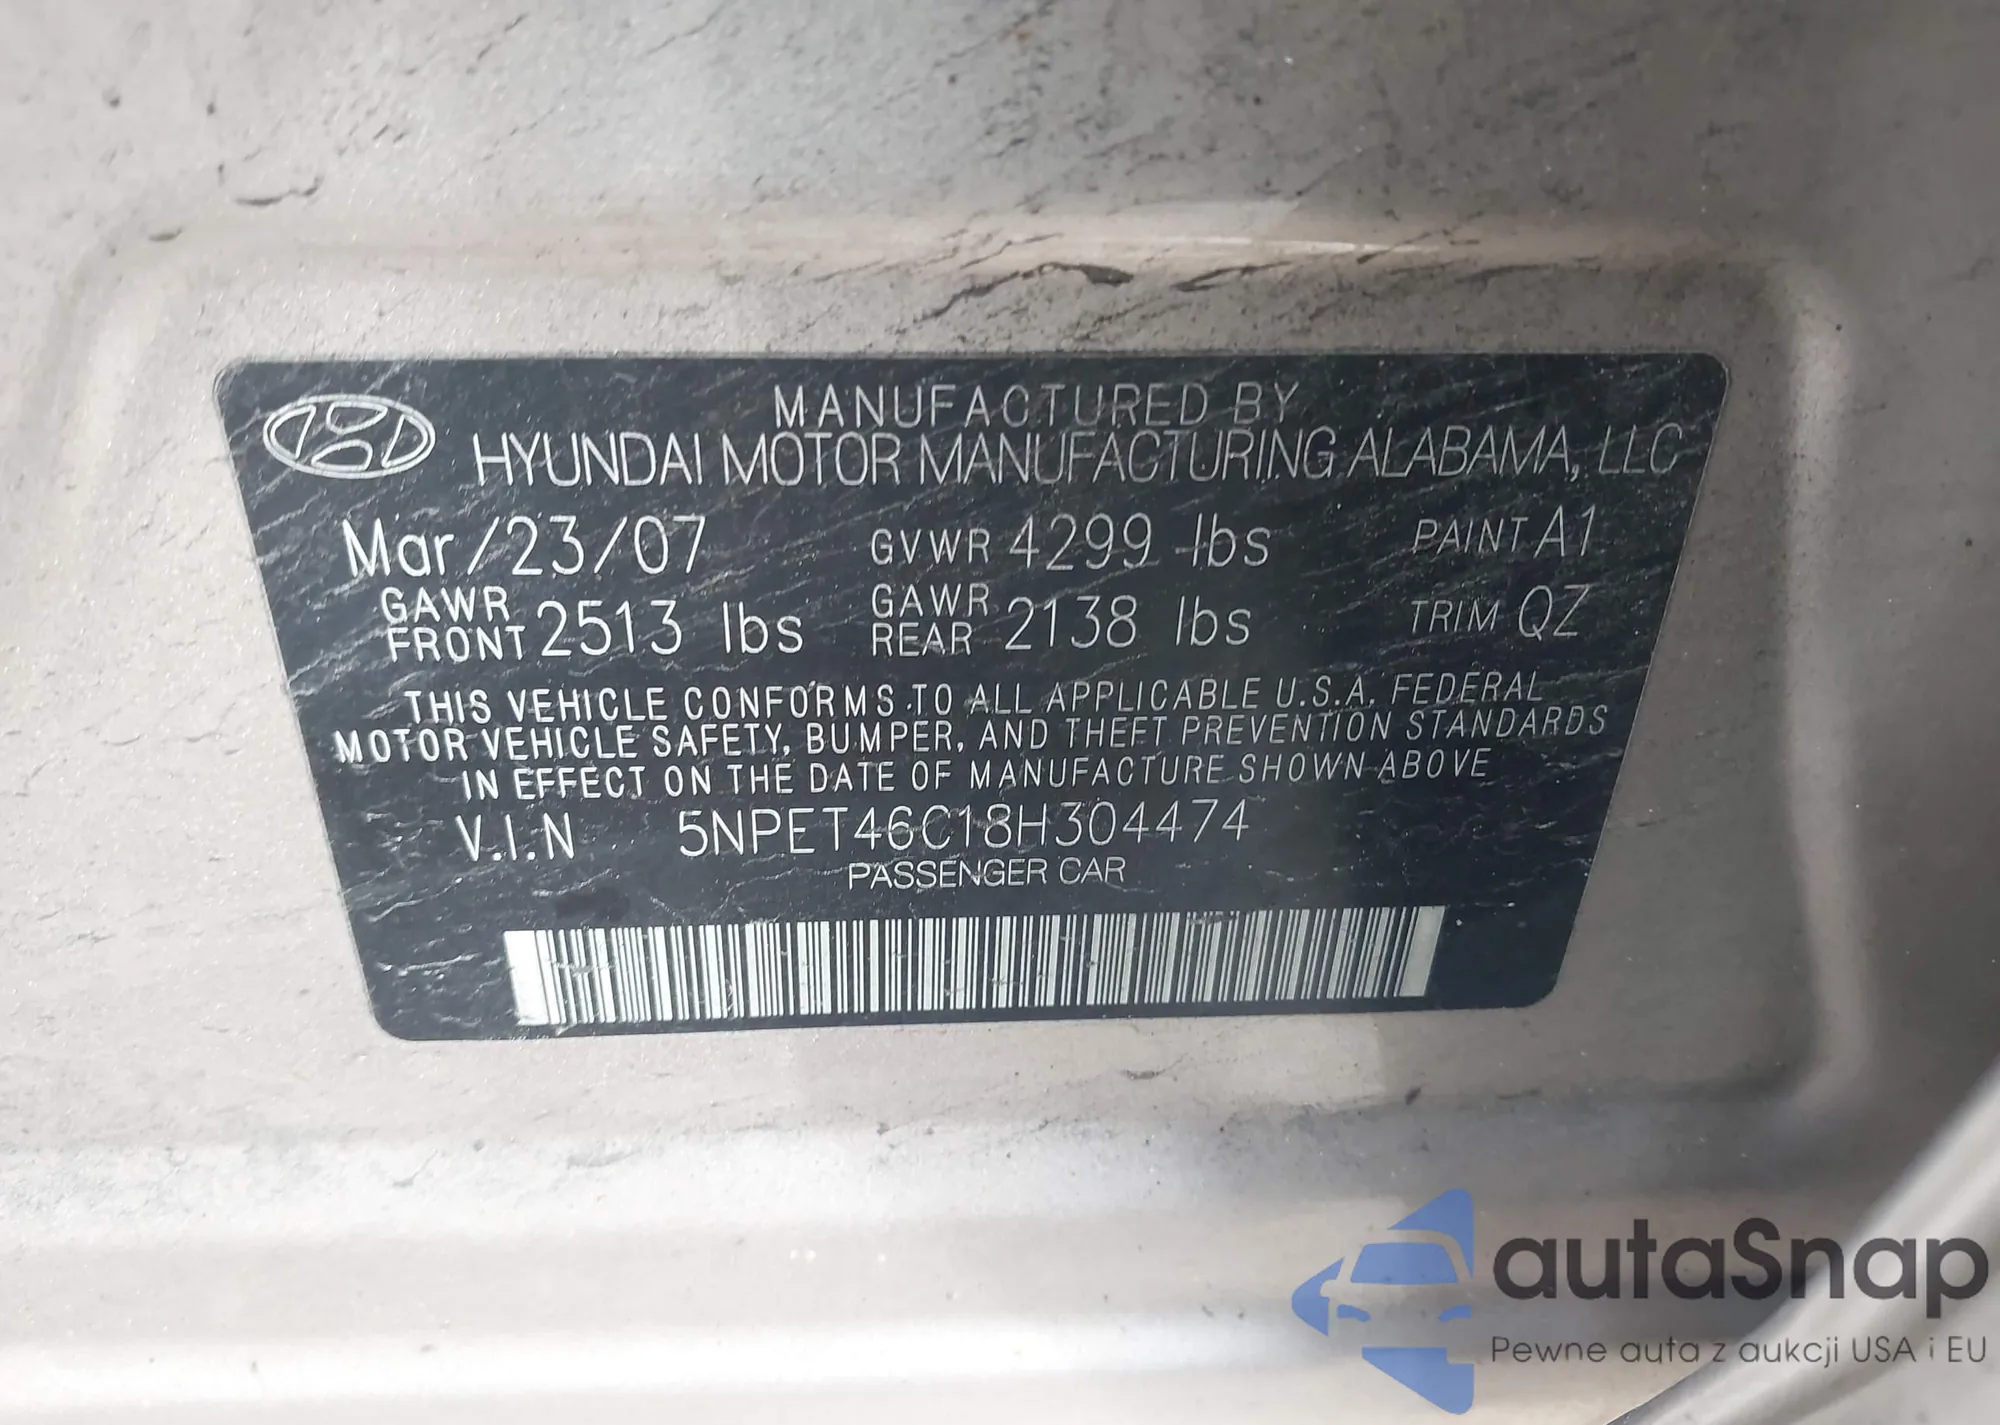 MANUFACTURED BY
HYUNDAI MOTOR MANUFACTURING ALABAMA, LLC
Mar/23/07 GVWR 4299 lbs PAINT A1
GAWR FRONT 2513 lbs GAWR REAR 2138 lbs TRIM QZ
THIS VEHICLE CONFORMS TO ALL APPLICABLE U.S.A. FEDERAL
MOTOR VEHICLE SAFETY, BUMPER, AND THEFT PREVENTION STANDARDS
IN EFFECT ON THE DATE OF MANUFACTURE SHOWN ABOVE
V.I.N 5NPET46C18H304474
PASSENGER CAR
autaSnap
Pewne auta z aukcji USA i EU